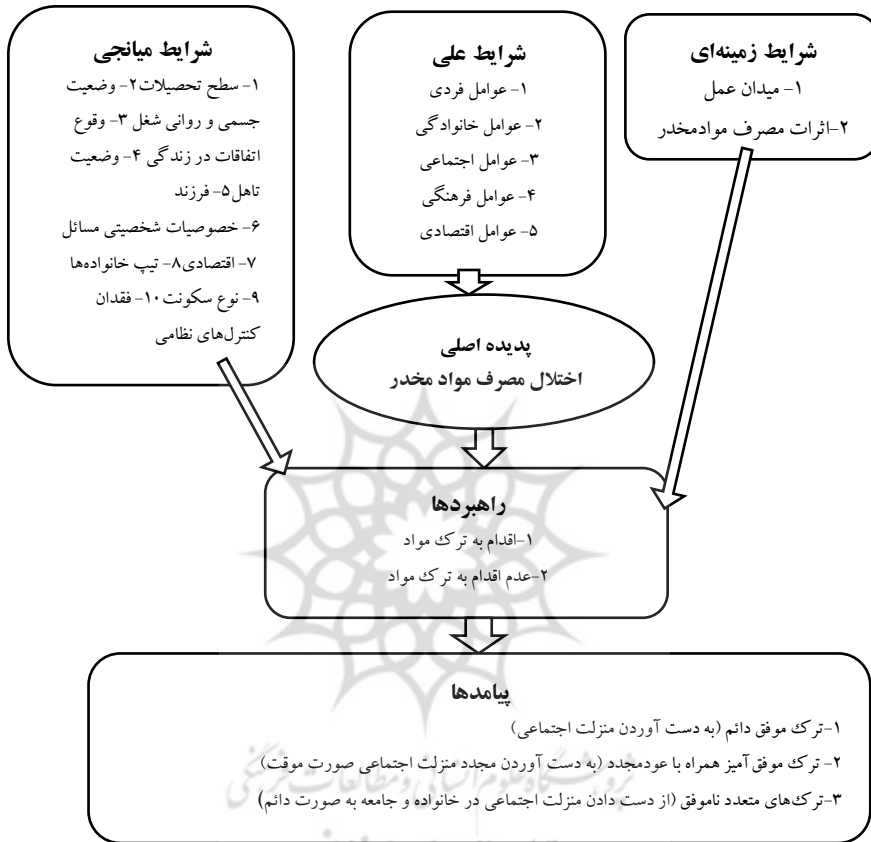 شرایط زمینه‌ای
۱- میدان عمل
۲-اثرات مصرف موادمخدر
شرایط علی
۱- عوامل فردی
۲- عوامل خانوادگی
۳- عوامل اجتماعی
۴- عوامل فرهنگی
۵- عوامل اقتصادی
شرایط میانجی
۱- سطح تحصیلات۲- وضعیت
جسمی و روانی شغل ۳- وقوع
اتفاقات در زندگی ۴- وضعیت
تاهل۵- فرزند
۶- خصوصیات شخصیتی مسائل
۷- اقتصادی۸- تیپ خانواده‌ها
۹- نوع سکونت۱۰- فقدان
کنترل‌های نظامی
پدیده اصلی
اختلال مصرف مواد مخدر
راهبردها
۱-اقدام به ترک مواد
۲-عدم اقدام به ترک مواد
پیامدها
۱-ترک موفق دائم (به دست آوردن منزلت اجتماعی)
۲- ترک موفق آمیز همراه با عودمجدد (به دست آوردن مجدد منزلت اجتماعی صورت موقت)
۳-ترک‌های متعدد ناموفق (از دست دادن منزلت اجتماعی در خانواده و جامعه به صورت دائم)
پژوهشگاه علوم انسانی و مطالعات فرهنگی